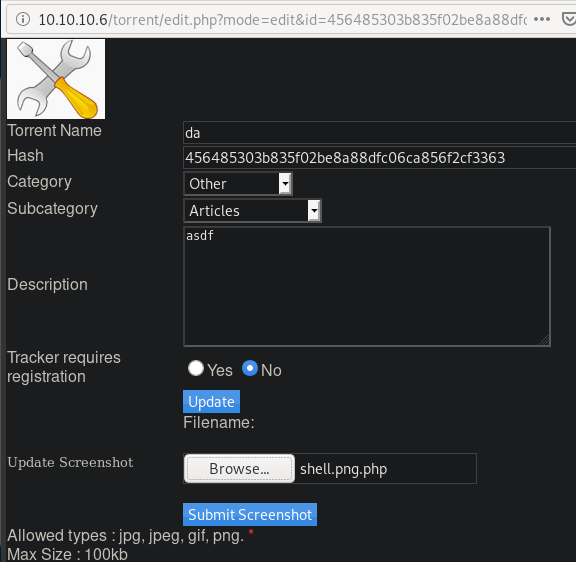 10.10.10.6/torrent/edit.php?mode=edit&id=456485303b835f02be8a88dfc
Torrent Name da
Hash 456485303b835f02be8a88dfc06ca856f2cf3363
Category Other
Subcategory Articles
asdf
Description
Tracker requires
registration
Yes No
Update
Filename:
Update Screenshot Browse... shell.png.php
Submit Screenshot
Allowed types : jpg, jpeg, gif, png. *
Max Size : 100kb